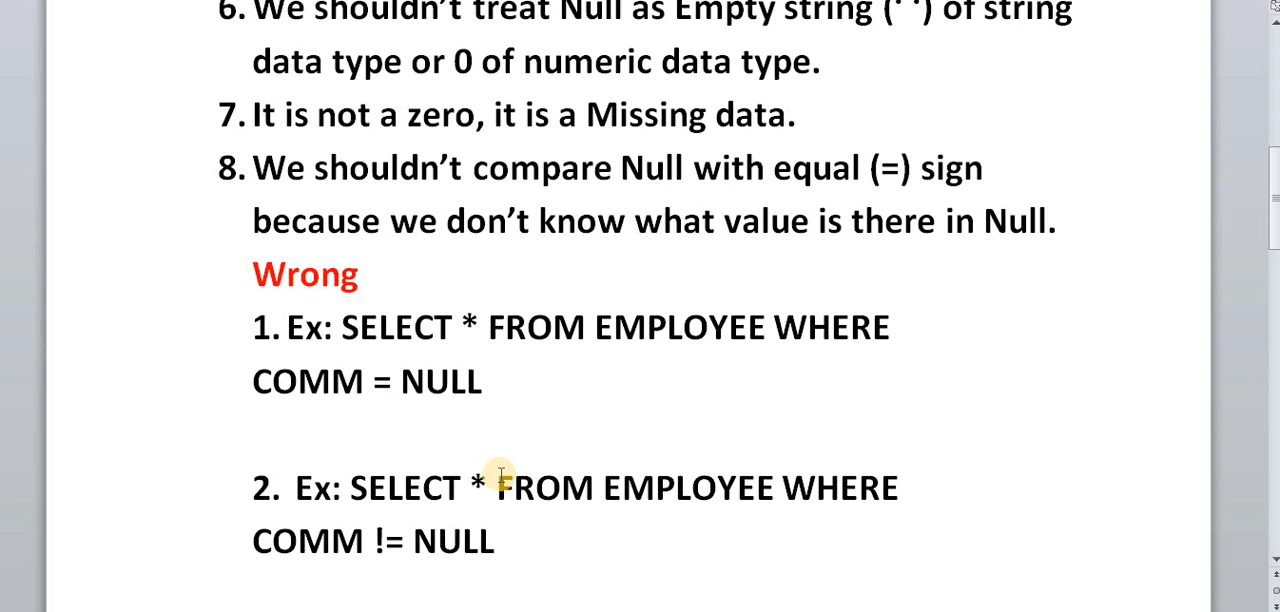 6. We shouldn't treat Null as Empty string (' ') of string
data type or 0 of numeric data type.
7. It is not a zero, it is a Missing data.
8. We shouldn't compare Null with equal (=) sign
because we don't know what value is there in Null.
Wrong
1. Ex: SELECT * FROM EMPLOYEE WHERE
COMM = NULL
2. Ex: SELECT * FROM EMPLOYEE WHERE
COMM != NULL